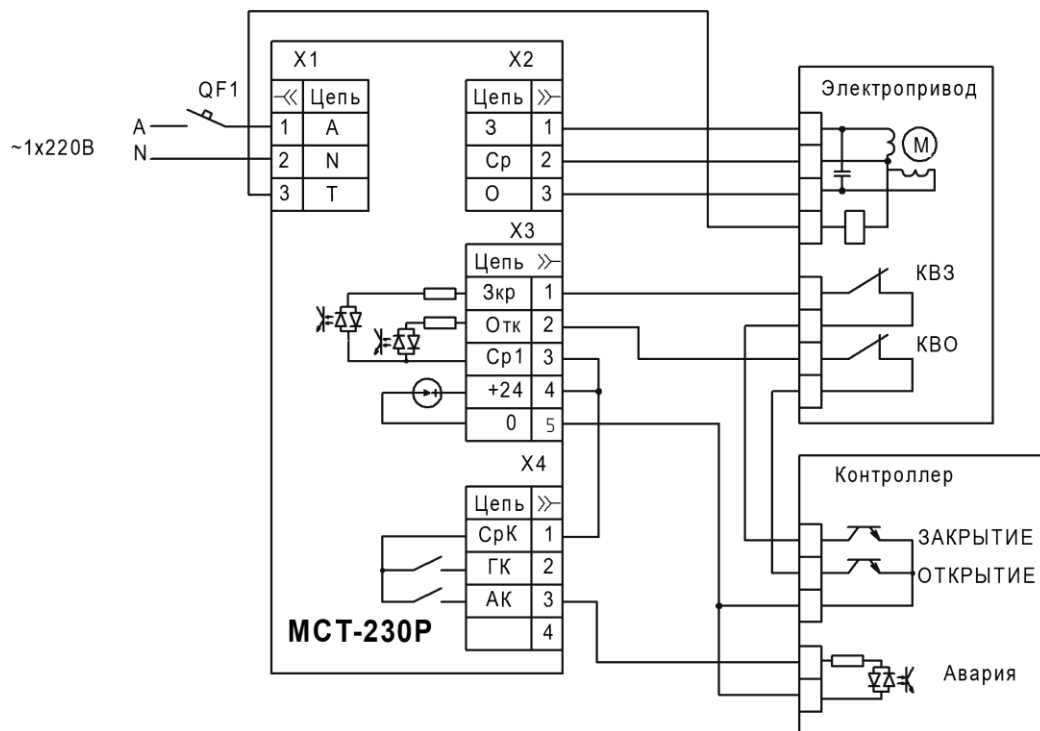 X1
X2
QF1
Цепь
Цепь
A
1
A
З
1
~1x220В
N
2
N
Ср
2
3
T
О
3
Электропривод
М
X3
Цепь
Зкр
1
КВЗ
Отк
2
КВО
Ср1
3
+24
4
0
5
X4
Контроллер
Цепь
СрК
1
ЗАКРЫТИЕ
ГК
2
ОТКРЫТИЕ
АК
3
МСТ-230Р
4
Авария